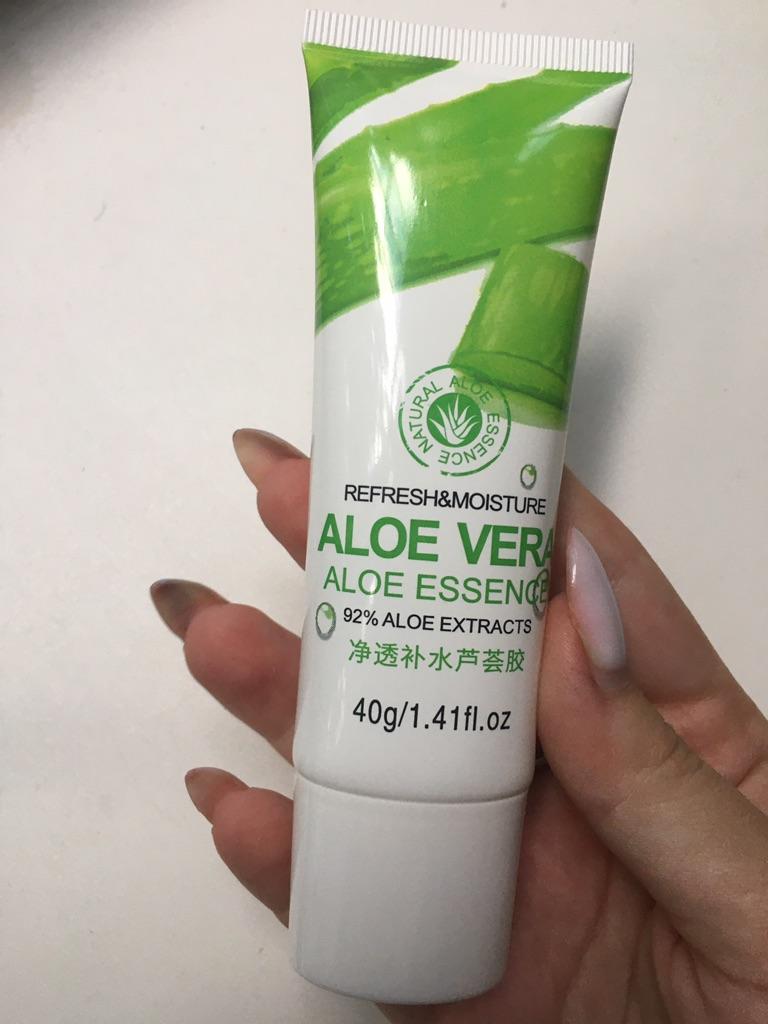 NATURAL ALOE ESSENCE
REFRESH&MOISTURE
ALOE VERA
ALOE ESSENCE
92% ALOE EXTRACTS
净透补水芦荟胶
40g/1.41fl.oz